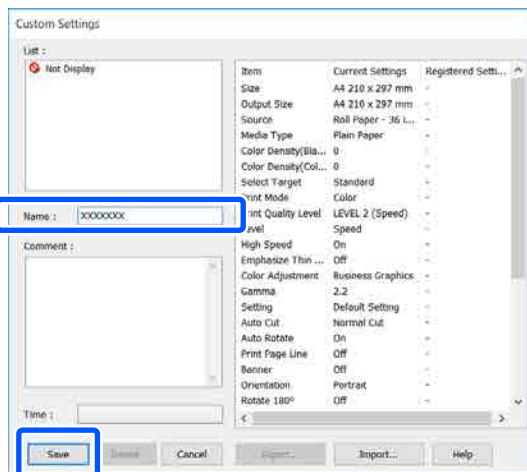 Custom Settings
List :
Not Display
Item Current Settings Registered Setti...
Size A4 210 x 297 mm -
Output Size A4 210 x 297 mm -
Source Roll Paper - 36 i... -
Media Type Plain Paper -
Color Density(Bla... 0 -
Color Density(Col... 0 -
Select Target Standard -
Print Mode Color -
Name : XXXXXXX
Print Quality Level LEVEL 2 (Speed) -
Level Speed -
Comment :
High Speed On -
Emphasize Thin ... Off -
Color Adjustment Business Graphics -
Gamma 2.2 -
Setting Default Setting -
Auto Cut Normal Cut -
Auto Rotate On -
Print Page Line Off -
Banner Off -
Orientation Portrait -
Rotate 180° Off -
Time :
Save Delete Cancel Export... Import... Help